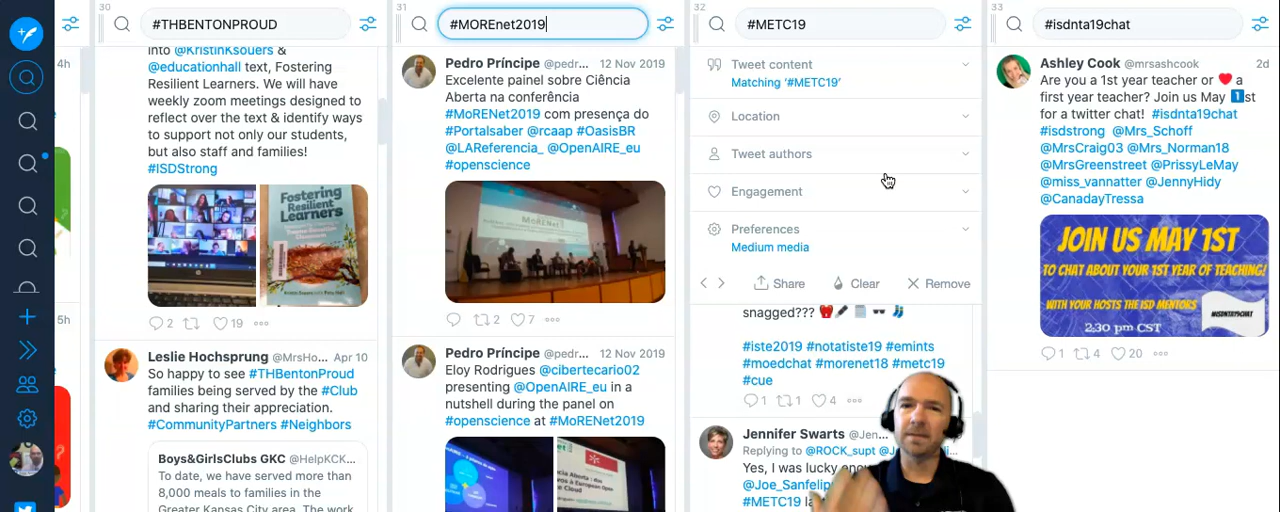 4h
5h
30
#THBENTONPROUD
into @KristinKsouers &
@educationhall text, Fostering
Resilient Learners. We will have
weekly zoom meetings designed to
reflect over the text & identify ways
to support not only our students,
but also staff and families!
#ISDStrong
Fostering
Resilient
Learners
2
19
Leslie Hochsprung @MrsHo... Apr 10
So happy to see #THBentonProud
families being served by the #Club
and sharing their appreciation.
#CommunityPartners #Neighbors
Boys&GirlsClubs GKC @HelpKCK...
To date, we have served more than
8,000 meals to families in the
Greater Kansas City area. The work
31
#MOREnet2019
Pedro Príncipe @pedr... 12 Nov 2019
Excelente painel sobre Ciência
Aberta na conferência
#MoRENet2019 com presença do
#Portalsaber @rcaap #OasisBR
@LAReferencia_ @OpenAIRE_eu
#openscience
MoRENet
2
7
Pedro Príncipe @pedr... 12 Nov 2019
Eloy Rodrigues @cibertecario02
presenting @OpenAIRE_eu in a
nutshell during the panel on
#openscience at #MoRENet2019
32
#METC19
Tweet content
Matching '#METC19'
Location
Tweet authors
Engagement
Preferences
Medium media
Share
Clear
Remove
snagged???
#iste2019 #notatiste19 #emints
#moedchat #morenet18 #metc19
#cue
1
1
4
Jennifer Swarts @Jen...
Replying to @ROCK_supt
Yes, I was lucky
@Joe_Sanfelip
#METC19
33
#isdnta19chat
Ashley Cook @mrsashcook 2d
Are you a 1st year teacher or ❤️ a
first year teacher? Join us May 1st
for a twitter chat! #isdnta19chat
#isdstrong @Mrs_Schoff
@MrsCraig03 @Mrs_Norman18
@MrsGreenstreet @PrissyLeMay
@miss_vannatter @JennyHidy
@CanadayTressa
JOIN US MAY 1ST
TO CHAT ABOUT YOUR 1ST YEAR OF TEACHING!
WITH YOUR HOSTS THE ISD MENTORS
#ISDNTA19CHAT
2:30 pm CST
1
4
20